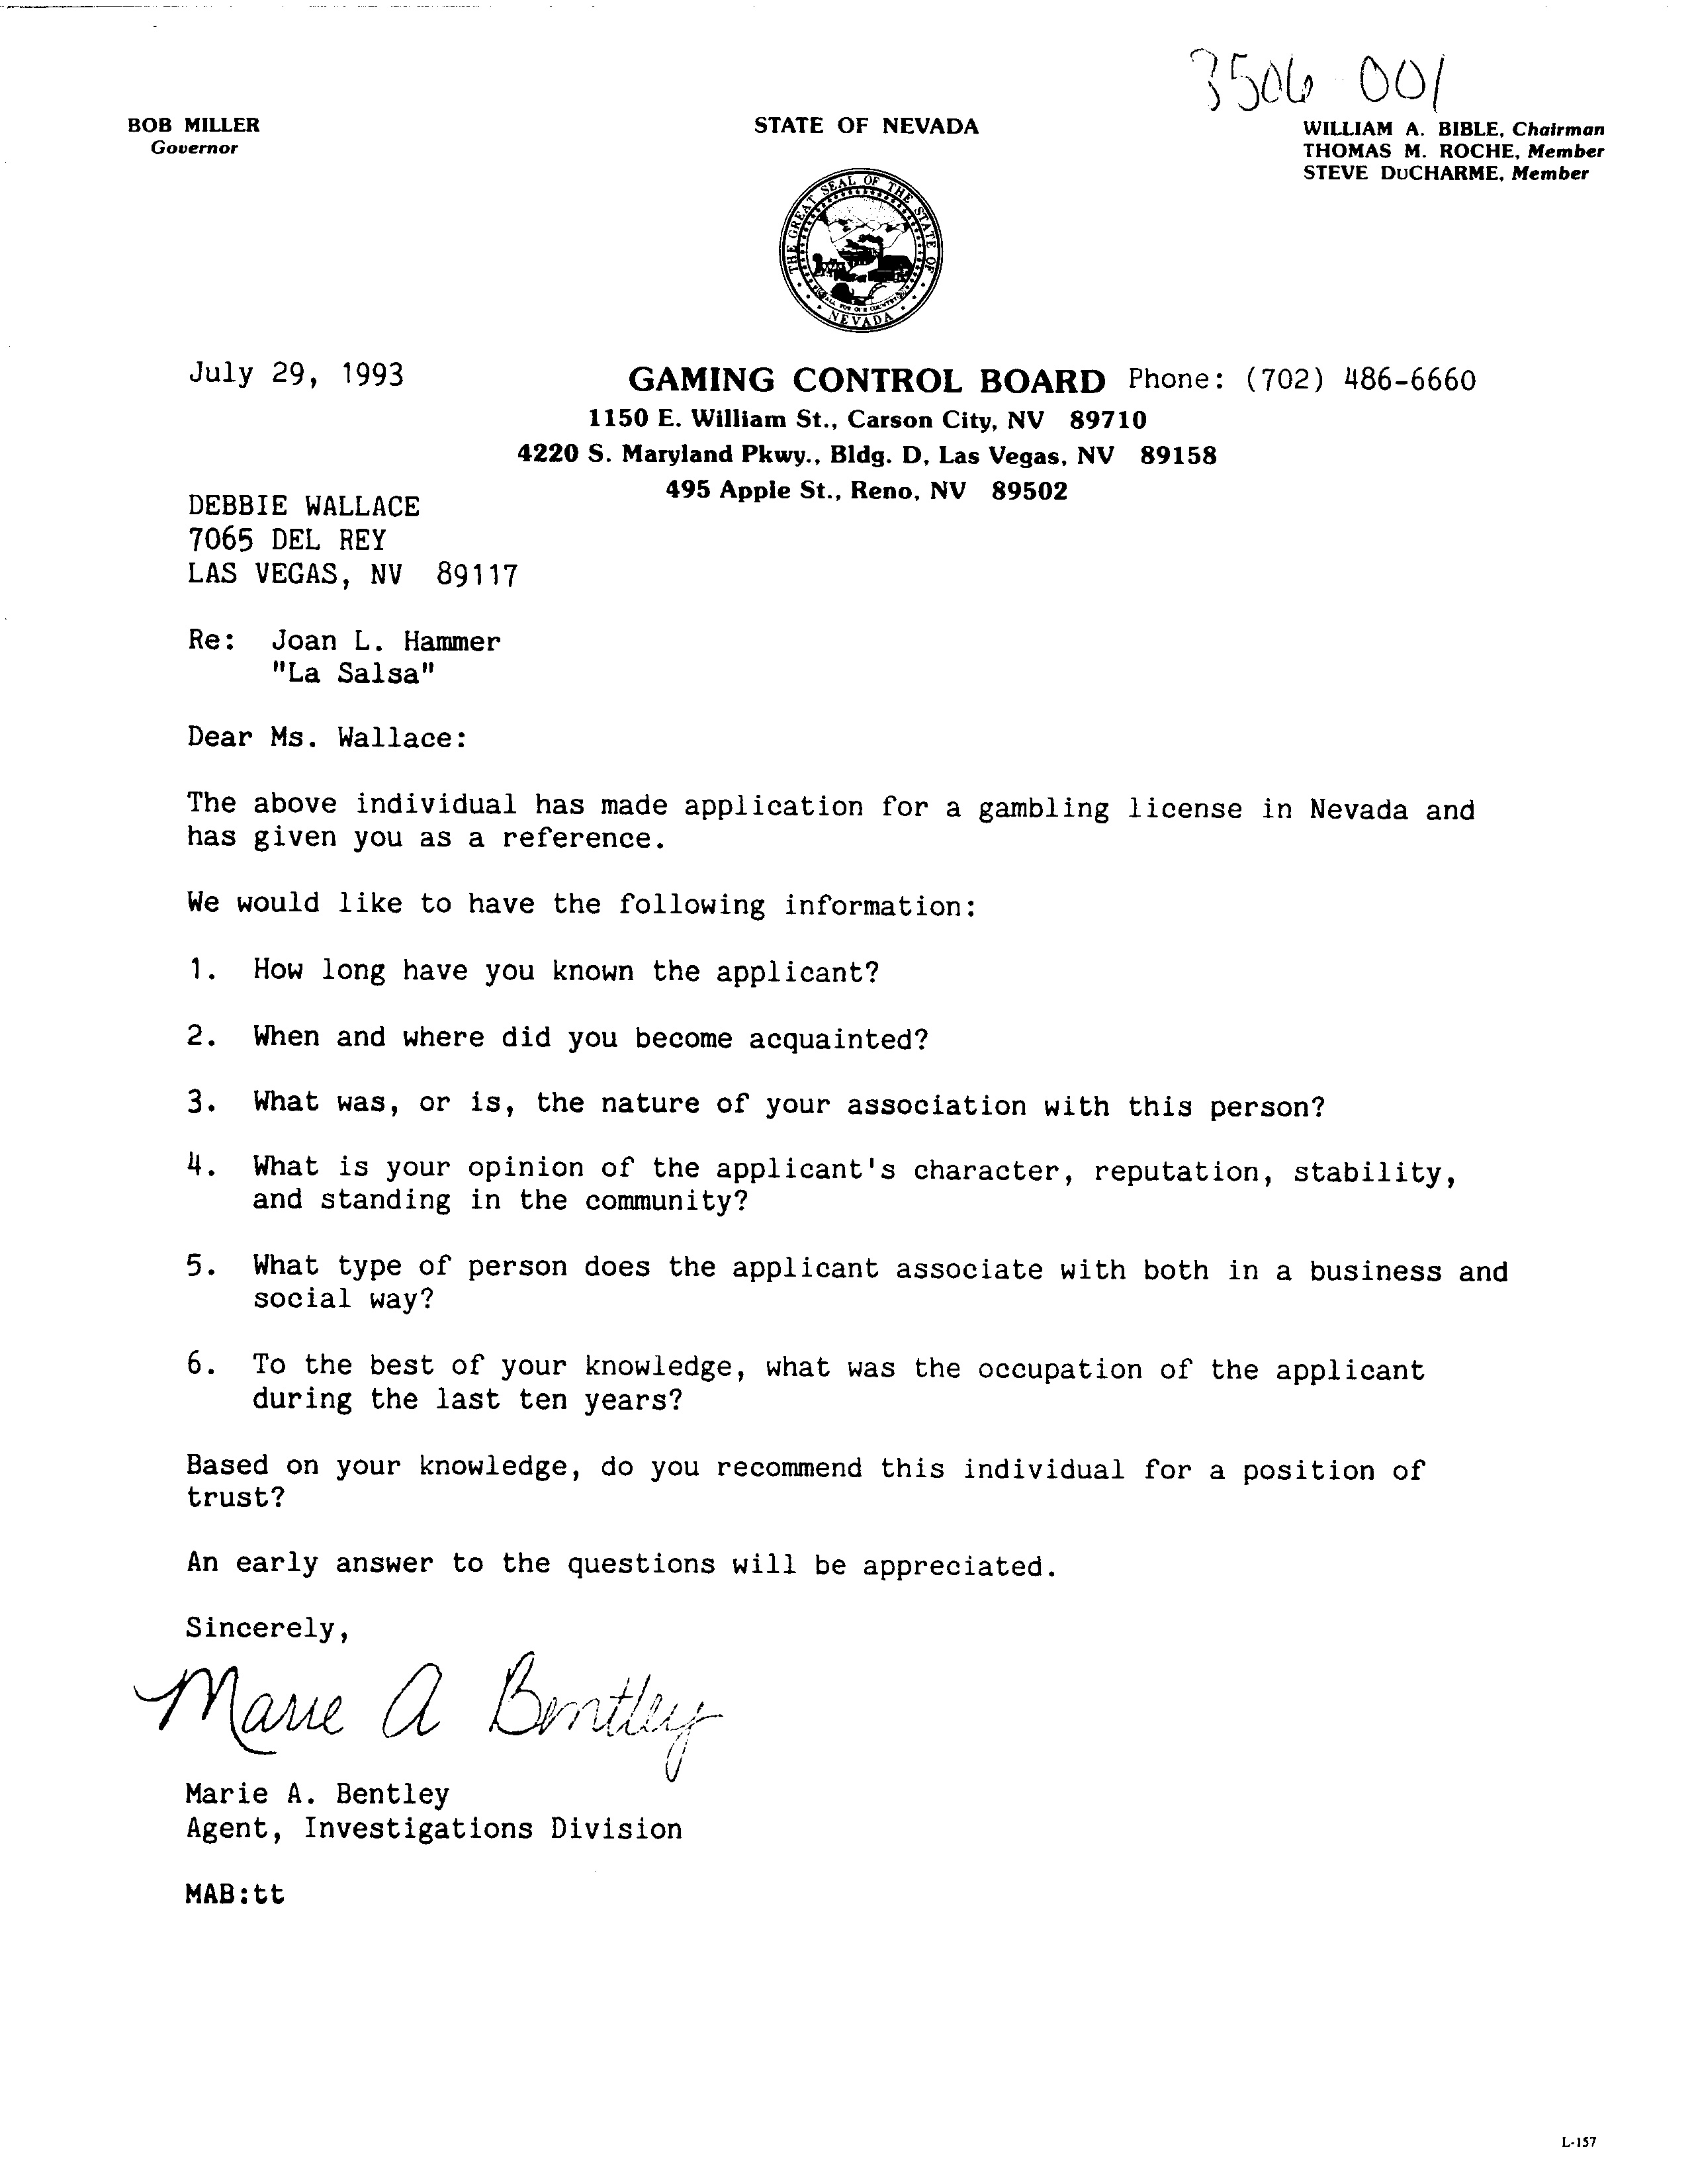 3506 001
BOB MILLER
Governor
STATE OF NEVADA
WILLIAM A. BIBLE, Chairman
THOMAS M. ROCHE, Member
STEVE DuCHARME, Member
THE GREAT SEAL OF THE STATE OF
ALL FOR OUR COUNTRY
NEVADA
July 29, 1993
GAMING CONTROL BOARD Phone: (702) 486-6660
1150 E. William St., Carson City, NV 89710
4220 S. Maryland Pkwy., Bldg. D, Las Vegas, NV 89158
495 Apple St., Reno, NV 89502
DEBBIE WALLACE
7065 DEL REY
LAS VEGAS, NV 89117
Re: Joan L. Hammer
"La Salsa"
Dear Ms. Wallace:
The above individual has made application for a gambling license in Nevada and
has given you as a reference.
We would like to have the following information:
1. How long have you known the applicant?
2. When and where did you become acquainted?
3. What was, or is, the nature of your association with this person?
4. What is your opinion of the applicant's character, reputation, stability,
and standing in the community?
5. What type of person does the applicant associate with both in a business and
social way?
6. To the best of your knowledge, what was the occupation of the applicant
during the last ten years?
Based on your knowledge, do you recommend this individual for a position of
trust?
An early answer to the questions will be appreciated.
Sincerely,
Marie A Bentley
Marie A. Bentley
Agent, Investigations Division
MAB:tt
L-157